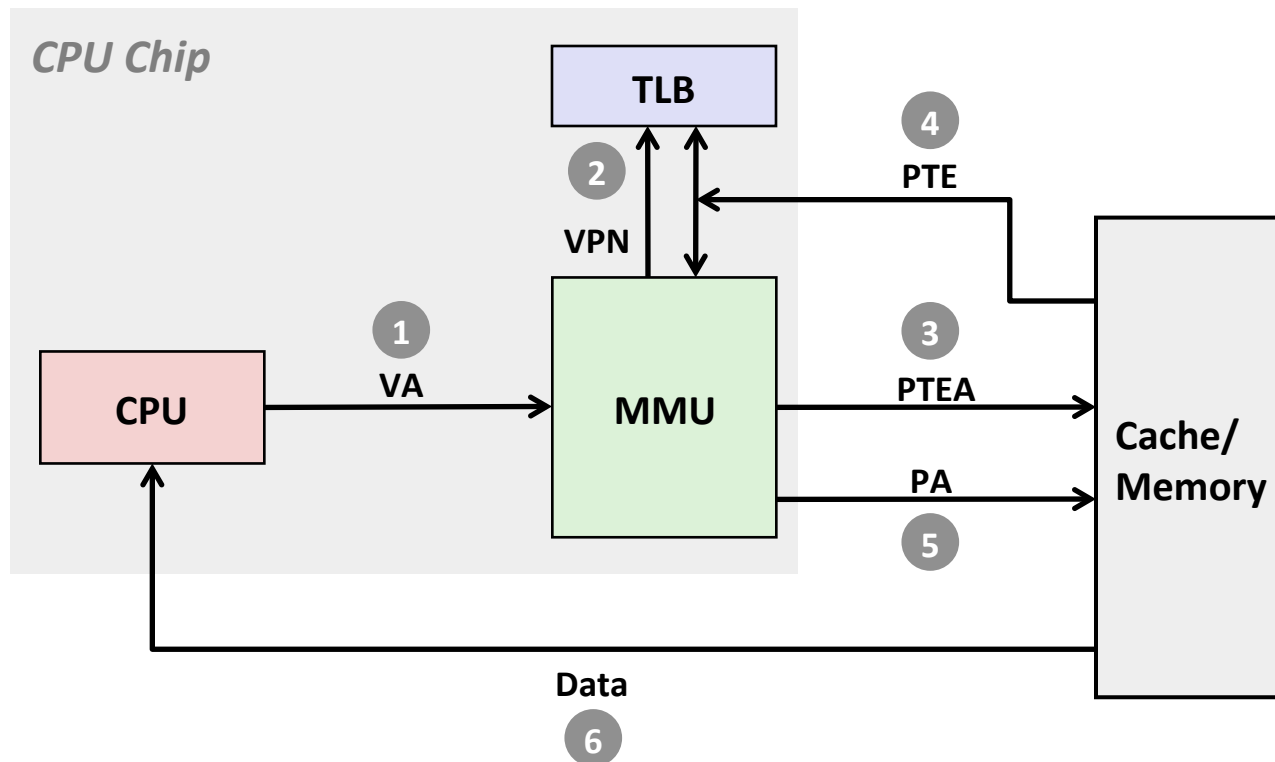 CPU Chip
TLB
4
PTE
2
VPN
1
VA
3
PTEA
CPU
MMU
Cache/
Memory
PA
5
Data
6